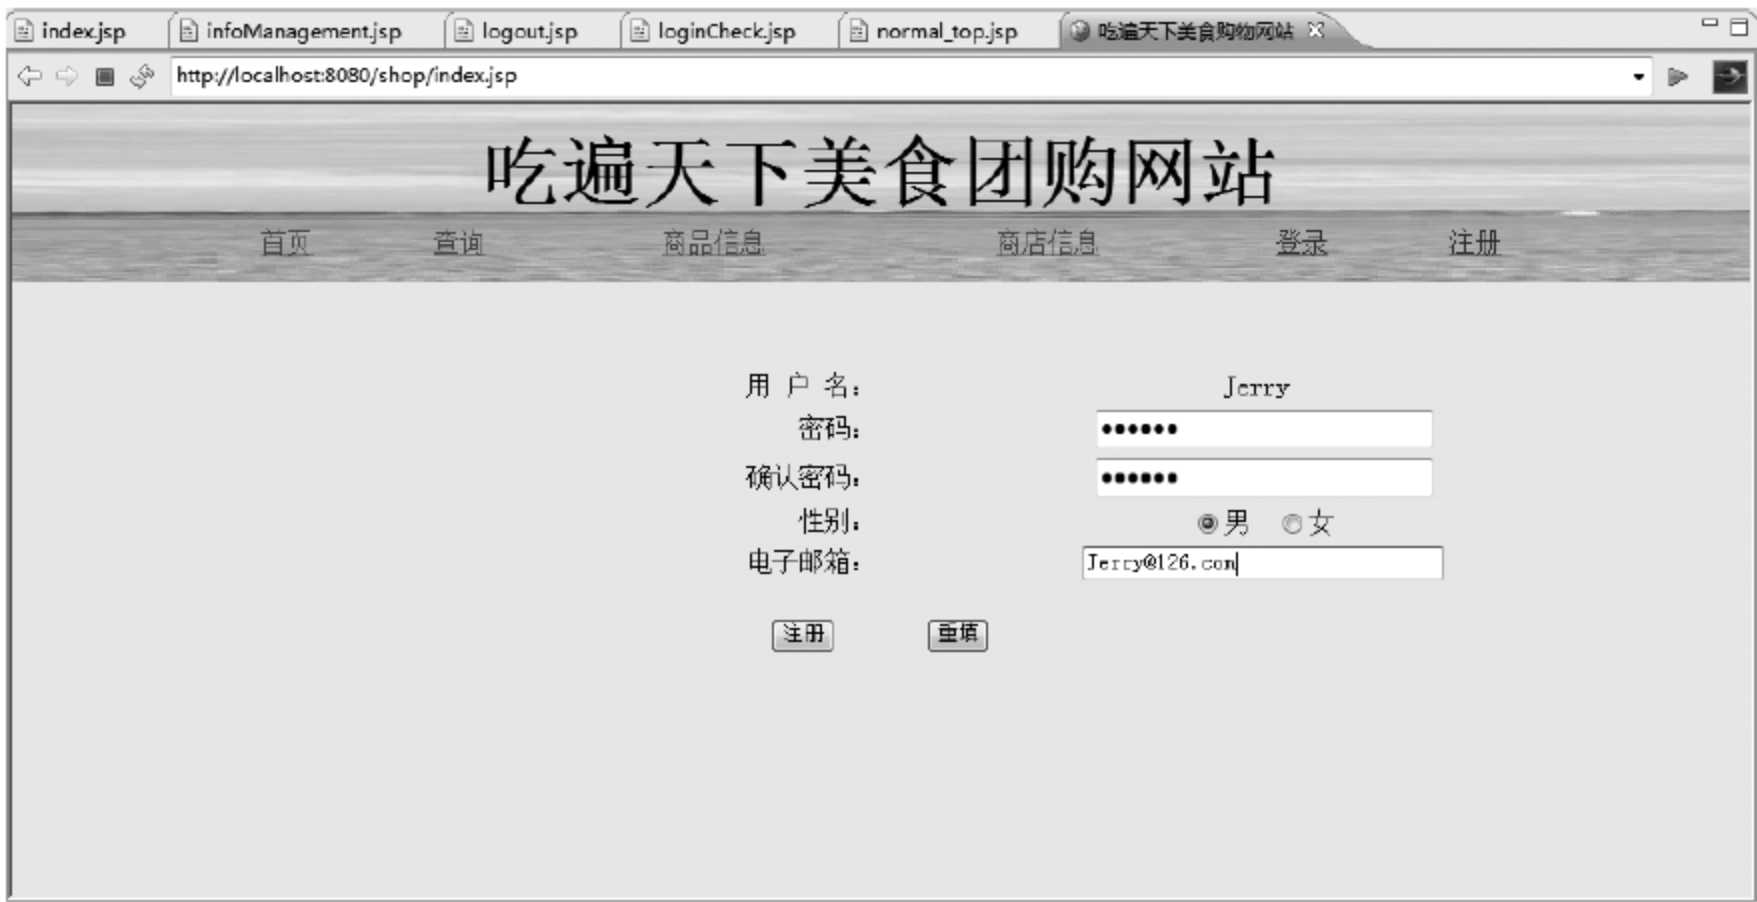 index.jsp infoManagement.jsp logout.jsp loginCheck.jsp normal_top.jsp 吃遍天下美食购物网站
http://localhost:8080/shop/index.jsp
吃遍天下美食团购网站
首页 查询 商品信息 商店信息 登录 注册
用 户 名： Jerry
密码： ••••••
确认密码： ••••••
性别： 男 女
电子邮箱： Jerry@126.com
注册 重填